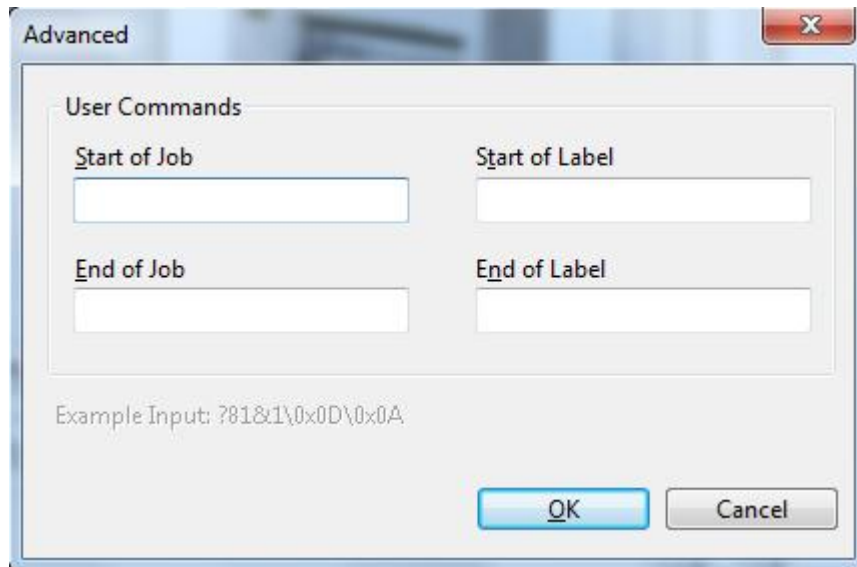 Advanced
User Commands
Start of Job
Start of Label
End of Job
End of Label
Example Input: ?81&1\0x0D\0x0A
OK
Cancel